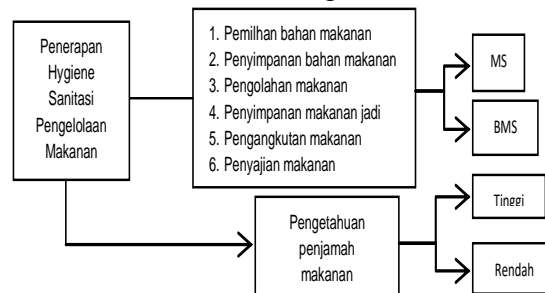 Penerapan
Hygiene
Sanitasi
Pengelolaan
Makanan
1. Pemilhan bahan makanan
2. Penyimpanan bahan makanan
3. Pengolahan makanan
4. Penyimpanan makanan jadi
5. Pengangkutan makanan
6. Penyajian makanan
MS
BMS
Pengetahuan
penjamah
makanan
Tinggi
Rendah